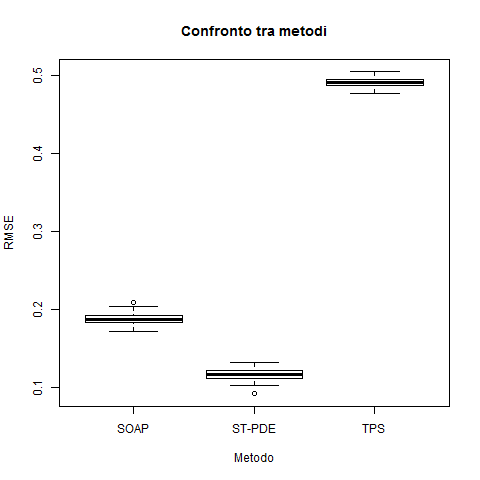 Confronto tra metodi
RMSE
0.5
0.4
0.3
0.2
0.1
SOAP ST-PDE TPS
Metodo